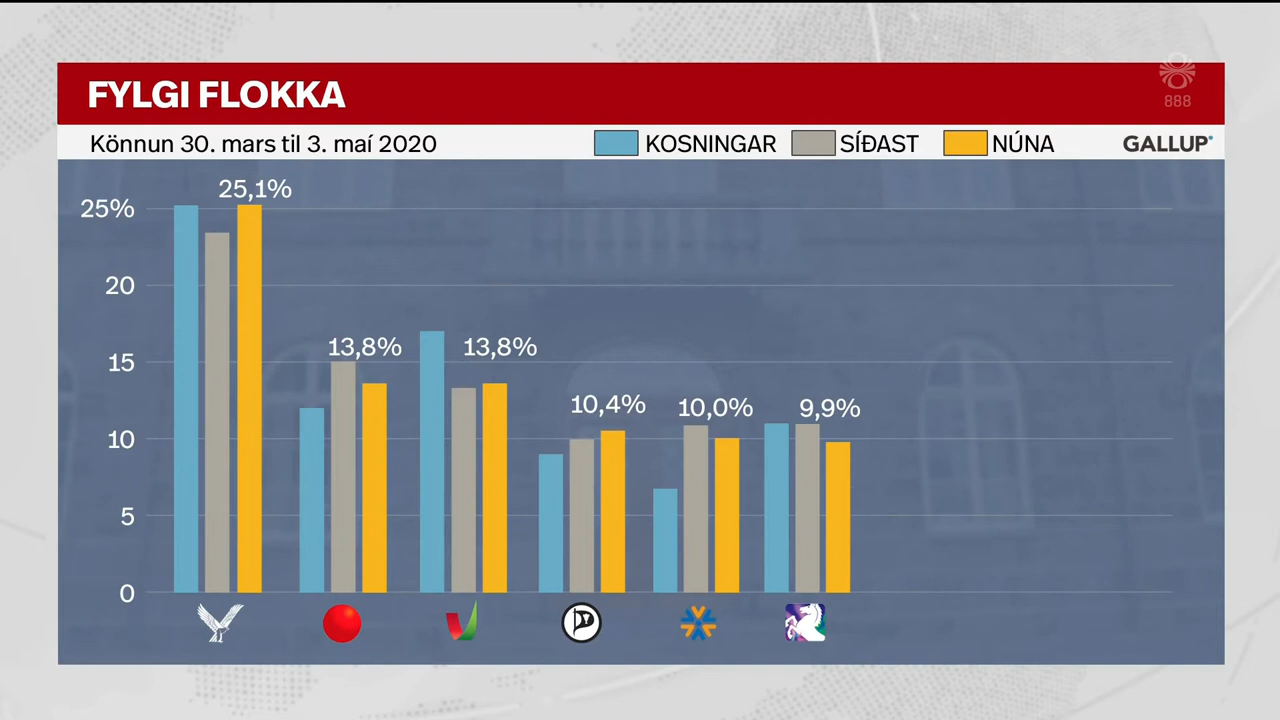 FYLGI FLOKKA
888
Könnun 30. mars til 3. maí 2020
KOSNINGAR
SÍÐAST
NÚNA
GALLUP
25,1%
25%
20
13,8%
13,8%
15
10,4%
10,0%
9,9%
10
5
0